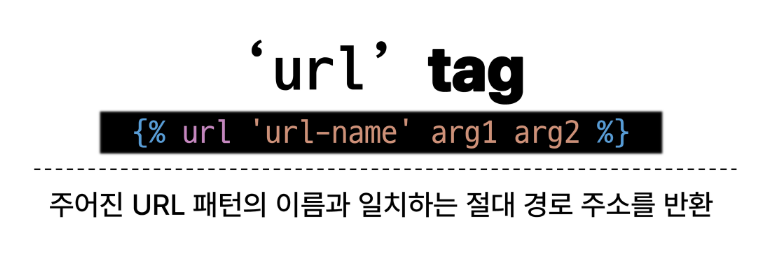 ‘url’ tag
{% url 'url-name' arg1 arg2 %}
주어진 URL 패턴의 이름과 일치하는 절대 경로 주소를 반환